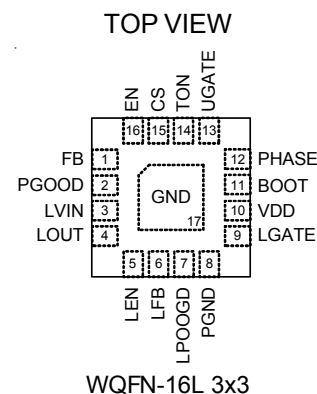 TOP VIEW
EN CS TON UGATE
16 15 14 13
FB 1 12 PHASE
PGOOD 2 11 BOOT
GND
LVIN 3 10 VDD
17
LOUT 4 9 LGATE
5 6 7 8
LEN LFB LPOOGD PGND
WQFN-16L 3x3